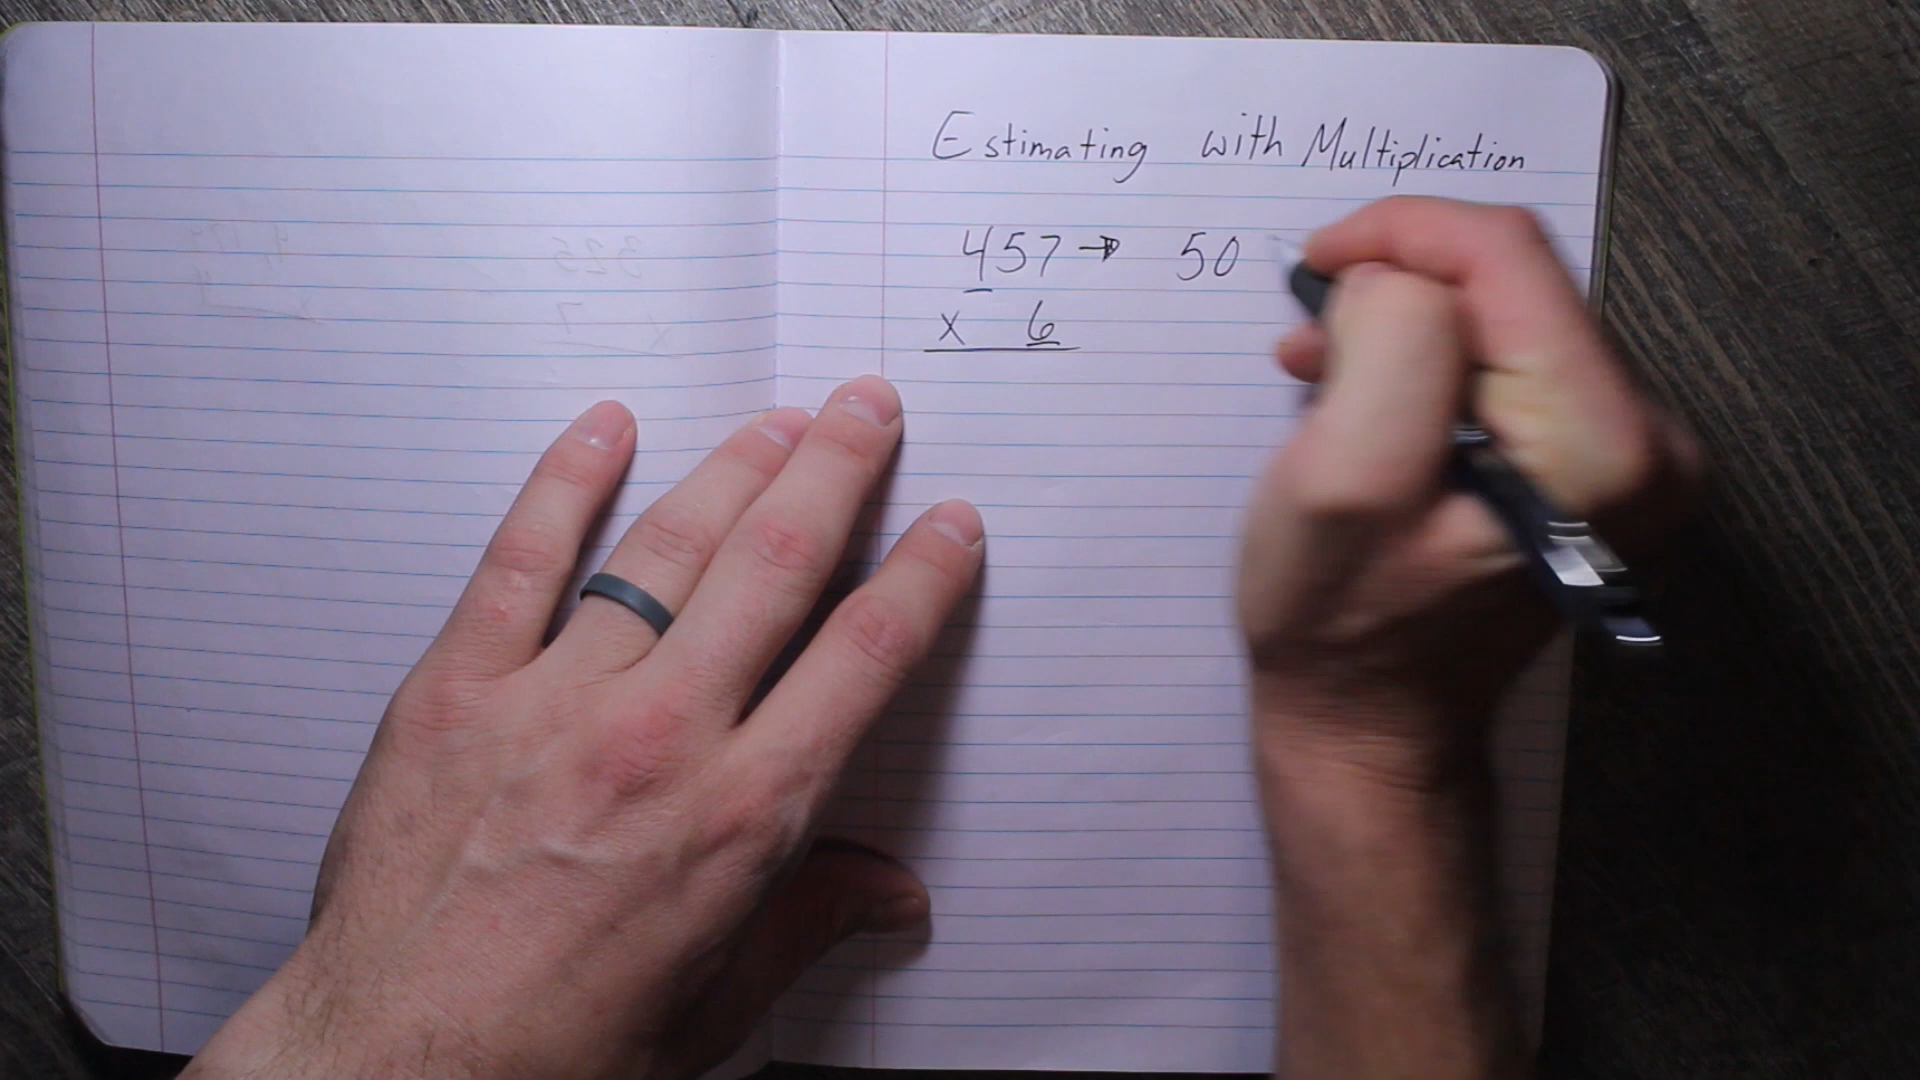 Estimating with Multiplication
457 → 50
x 6